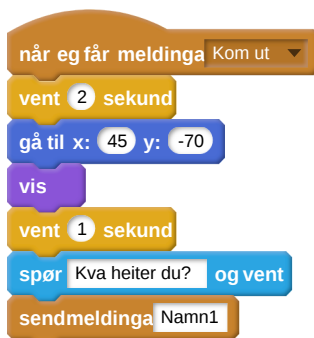 når eg får meldinga Kom ut
vent 2 sekund
gå til x: 45 y: -70
vis
vent 1 sekund
spør Kva heiter du? og vent
sendmeldinga Namn1